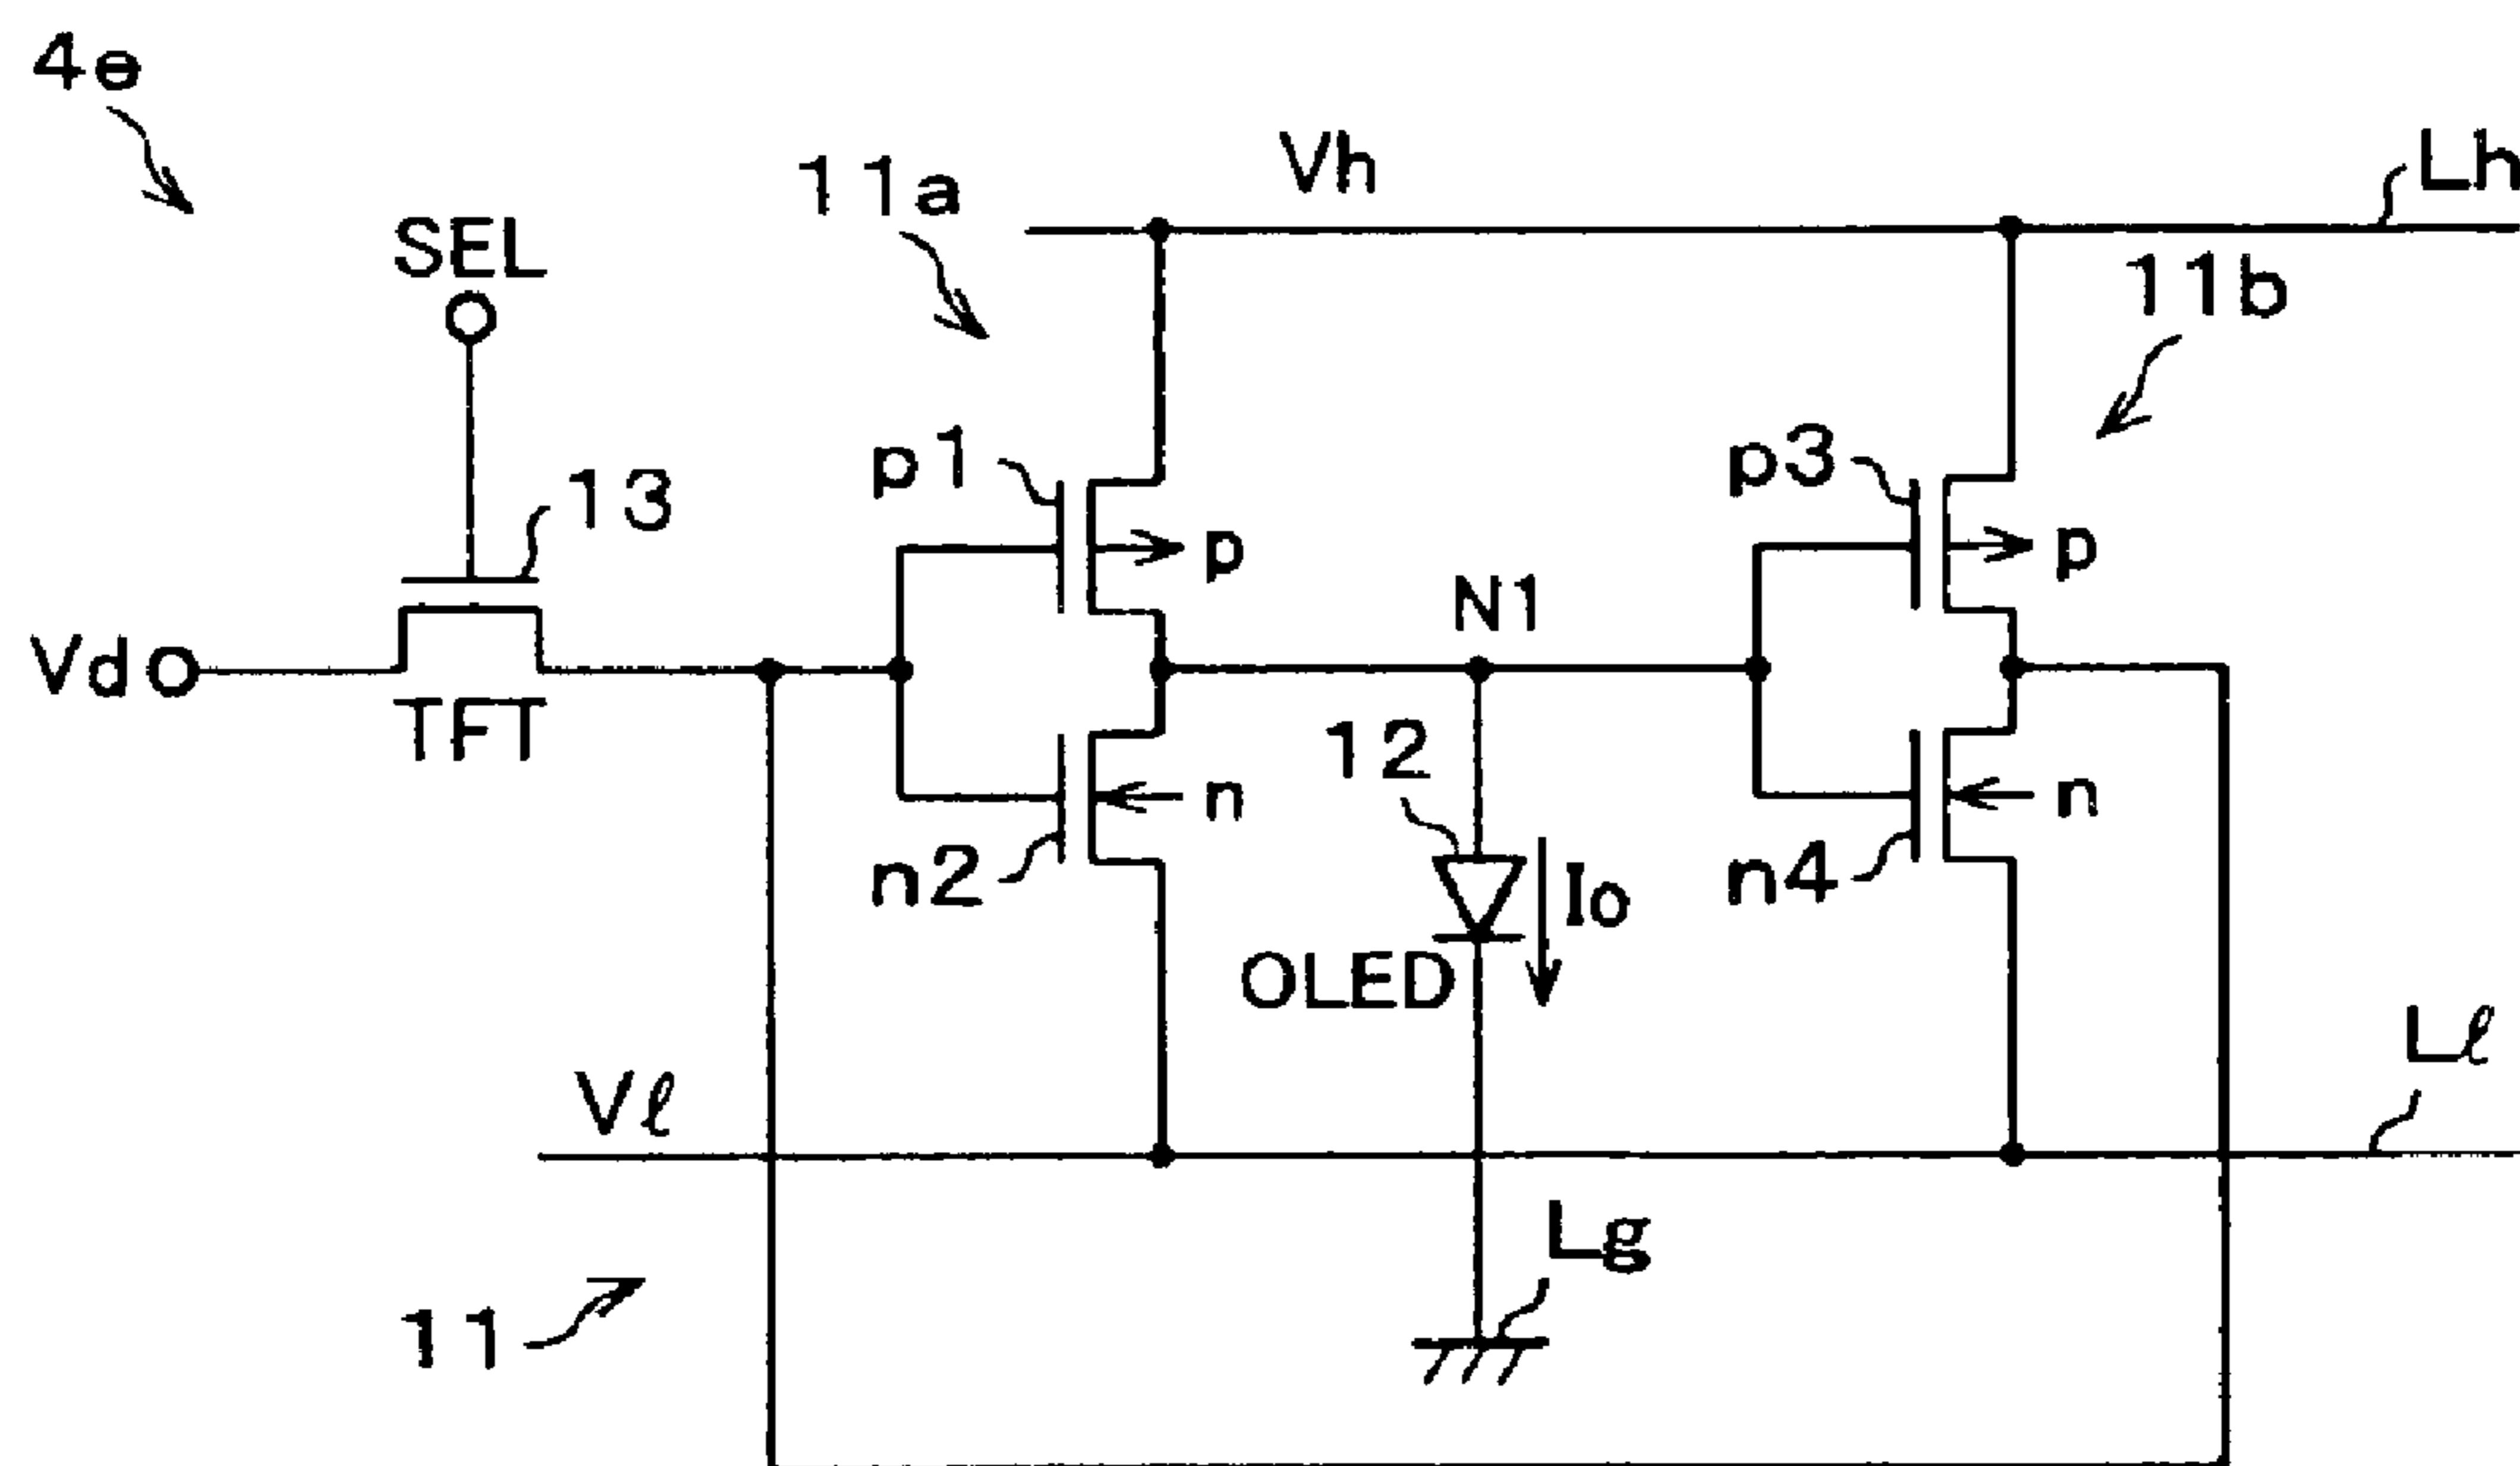 4e
SEL
11a
Vh
Lh
11b
13
p1
p
p3
p
Vd
TFT
N1
n2
n
12
Io
OLED
n4
n
Vℓ
Lℓ
Lg
11